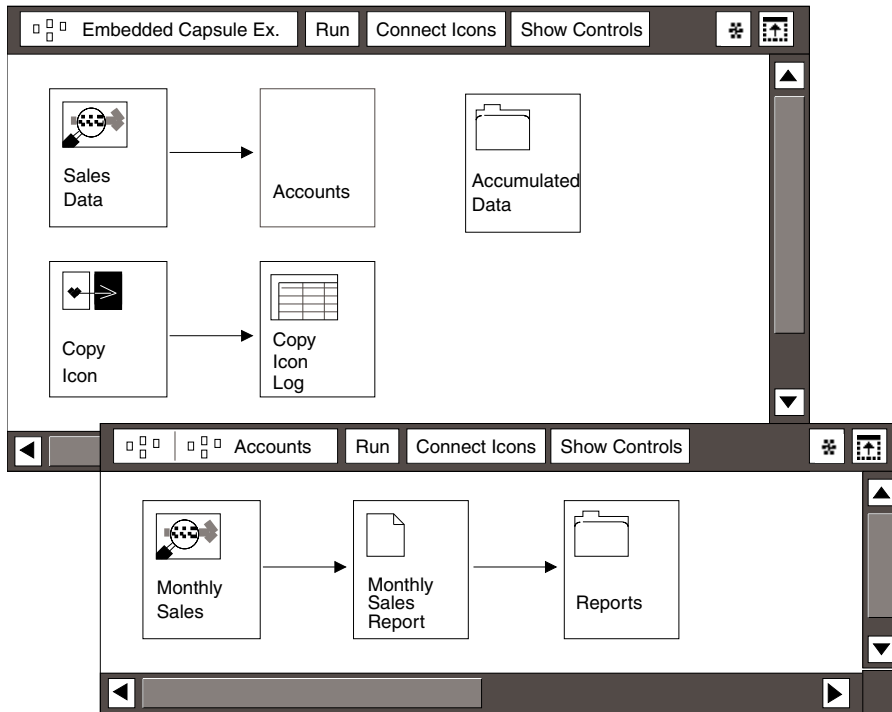 Embedded Capsule Ex. Run Connect Icons Show Controls
Sales
Data
Accounts
Accumulated
Data
Copy
Icon
Copy
Icon
Log
Accounts Run Connect Icons Show Controls
Monthly
Sales
Monthly
Sales
Report
Reports